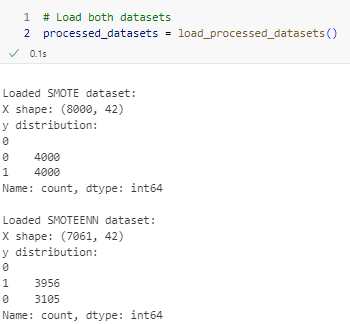 1 # Load both datasets
2 processed_datasets = load_processed_datasets()
✓ 0.1s
Loaded SMOTE dataset:
X shape: (8000, 42)
y distribution:
0
0    4000
1    4000
Name: count, dtype: int64
Loaded SMOTEENN dataset:
X shape: (7061, 42)
y distribution:
0
1    3956
0    3105
Name: count, dtype: int64